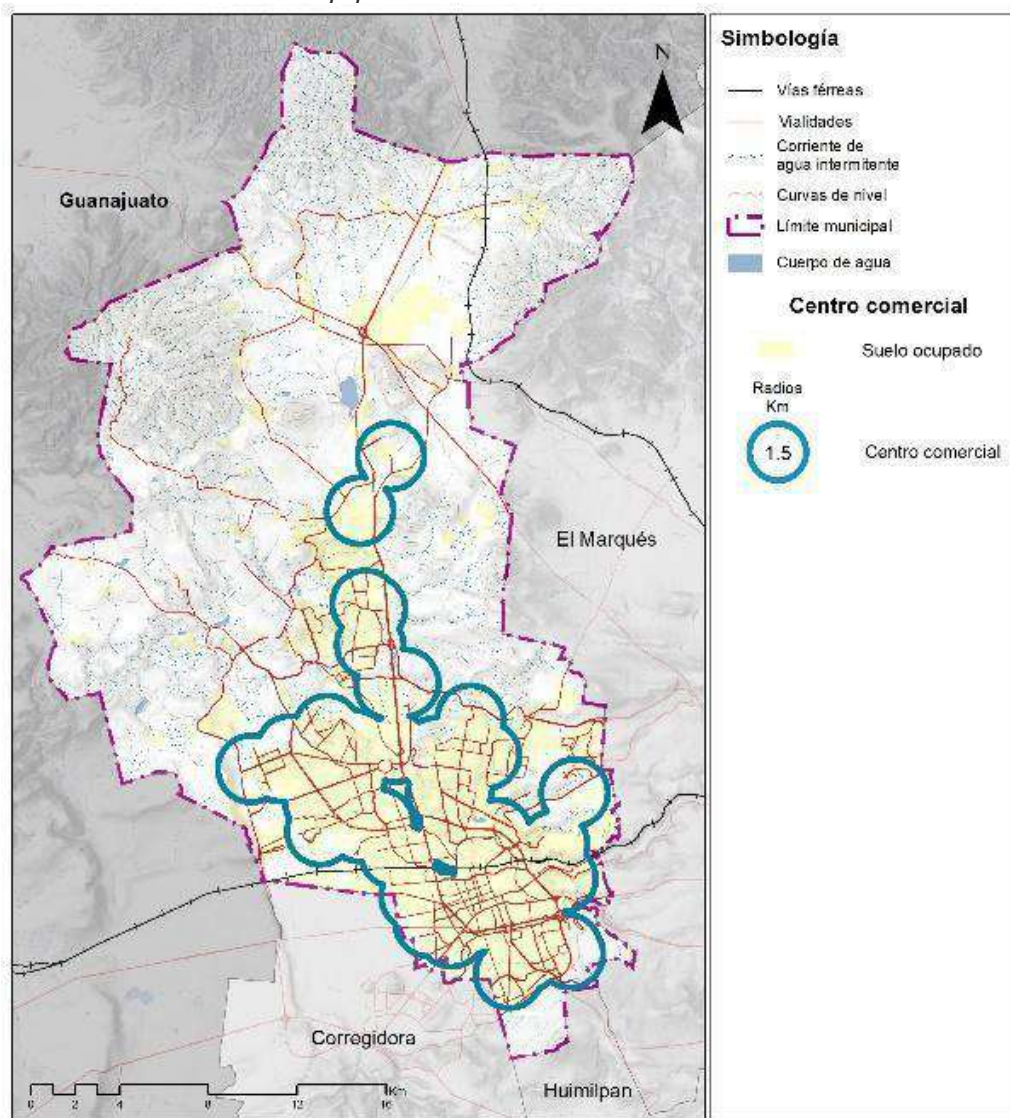 Simbología
N
Vías férreas
Vialidades
Corriente de
agua intermitente
Curvas de nivel
Límite municipal
Cuerpo de agua
Centro comercial
Suelo ocupado
Radios
Km
1.5
Centro comercial
Guanajuato
El Marqués
Corregidora
Huimilpan
Km
0 2 4 8 12 16